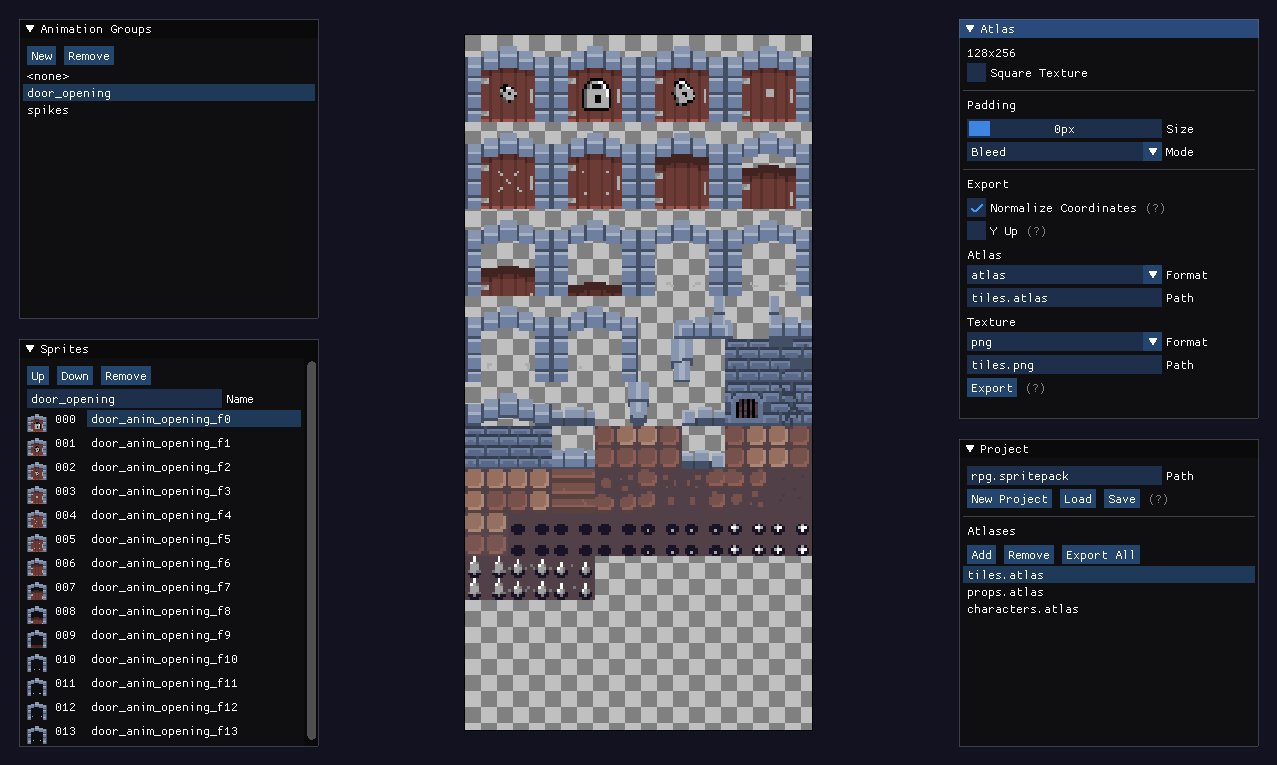 Animation Groups
New Remove
<none>
door_opening
spikes
Sprites
Up Down Remove
door_opening Name
000 door_anim_opening_f0
001 door_anim_opening_f1
002 door_anim_opening_f2
003 door_anim_opening_f3
004 door_anim_opening_f4
005 door_anim_opening_f5
006 door_anim_opening_f6
007 door_anim_opening_f7
008 door_anim_opening_f8
009 door_anim_opening_f9
010 door_anim_opening_f10
011 door_anim_opening_f11
012 door_anim_opening_f12
013 door_anim_opening_f13
Atlas
128x256
Square Texture
Padding
0px Size
Bleed Mode
Export
Normalize Coordinates (?)
Y Up (?)
Atlas
atlas Format
tiles.atlas Path
Texture
png Format
tiles.png Path
Export (?)
Project
rpg.spritepack Path
New Project Load Save (?)
Atlases
Add Remove Export All
tiles.atlas
props.atlas
characters.atlas